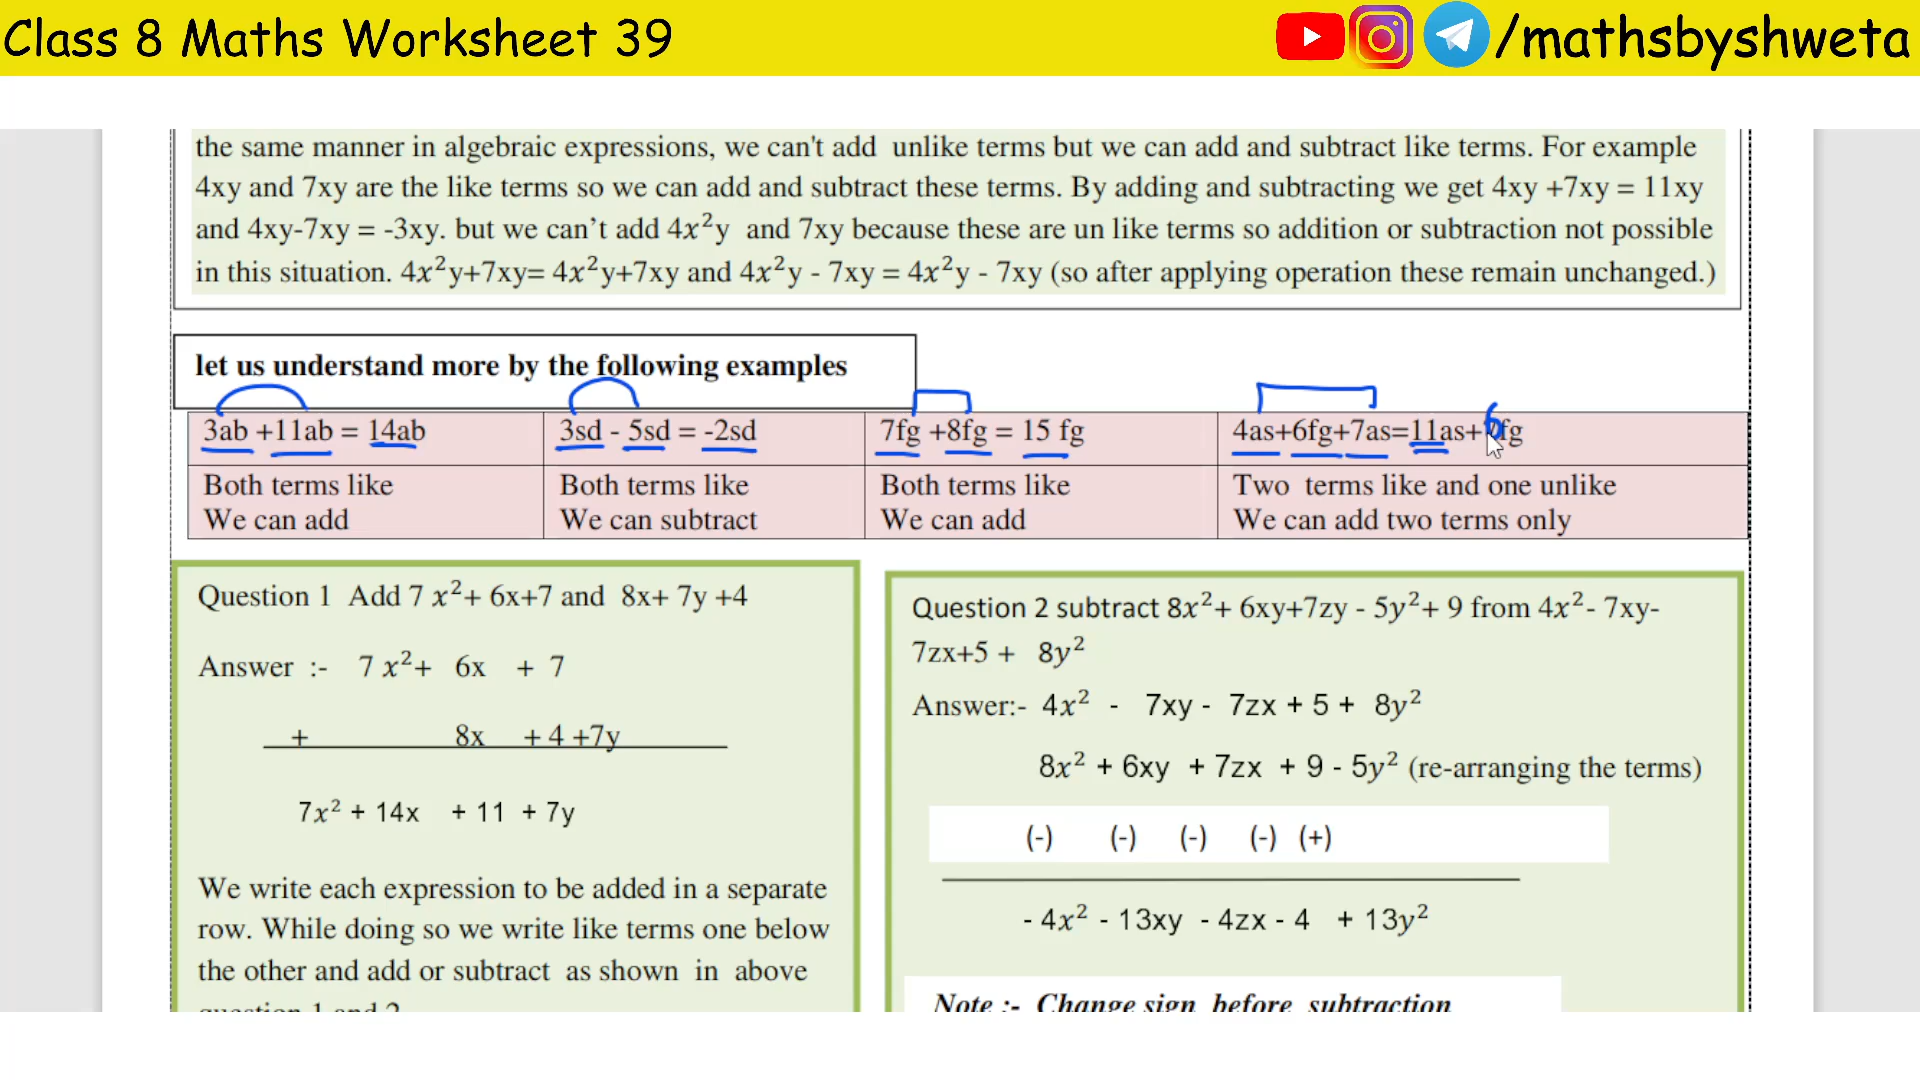 Class 8 Maths Worksheet 39
/mathsbyshweta
the same manner in algebraic expressions, we can't add unlike terms but we can add and subtract like terms. For example
4xy and 7xy are the like terms so we can add and subtract these terms. By adding and subtracting we get 4xy +7xy = 11xy
and 4xy-7xy = -3xy. but we can’t add 4x²y and 7xy because these are un like terms so addition or subtraction not possible
in this situation. 4x²y+7xy= 4x²y+7xy and 4x²y - 7xy = 4x²y - 7xy (so after applying operation these remain unchanged.)
let us understand more by the following examples
3ab +11ab = 14ab
3sd - 5sd = -2sd
7fg +8fg = 15 fg
4as+6fg+7as=11as+6fg
Both terms like
We can add
Both terms like
We can subtract
Both terms like
We can add
Two terms like and one unlike
We can add two terms only
Question 1 Add 7 x²+ 6x+7 and 8x+ 7y +4
Answer :- 7 x²+ 6x + 7
+ 8x + 4 +7y
7x² + 14x + 11 + 7y
We write each expression to be added in a separate
row. While doing so we write like terms one below
the other and add or subtract as shown in above
question 1 and 2
Question 2 subtract 8x²+ 6xy+7zy - 5y²+ 9 from 4x²- 7xy-
7zx+5 + 8y²
Answer:- 4x² - 7xy - 7zx + 5 + 8y²
8x² + 6xy + 7zx + 9 - 5y² (re-arranging the terms)
(-) (-) (-) (-) (+)
- 4x² - 13xy - 4zx - 4 + 13y²
Note :- Change sign before subtraction